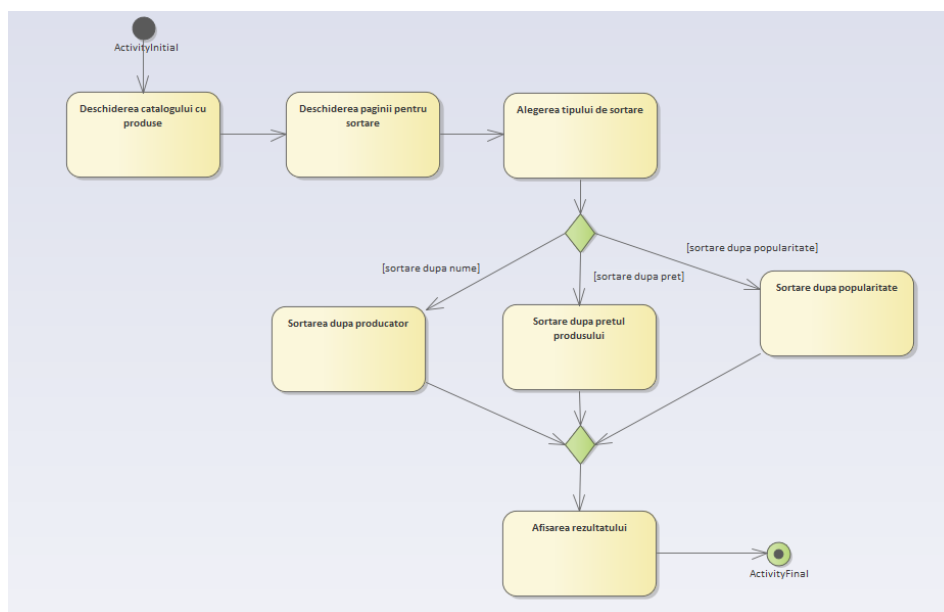 ActivityInitial
Deschiderea catalogului cu
produse
Deschiderea paginii pentru
sortare
Alegerea tipului de sortare
[sortare dupa nume]
[sortare dupa pret]
[sortare dupa popularitate]
Sortarea dupa producator
Sortare dupa pretul
produsului
Sortare dupa popularitate
Afisarea rezultatului
ActivityFinal